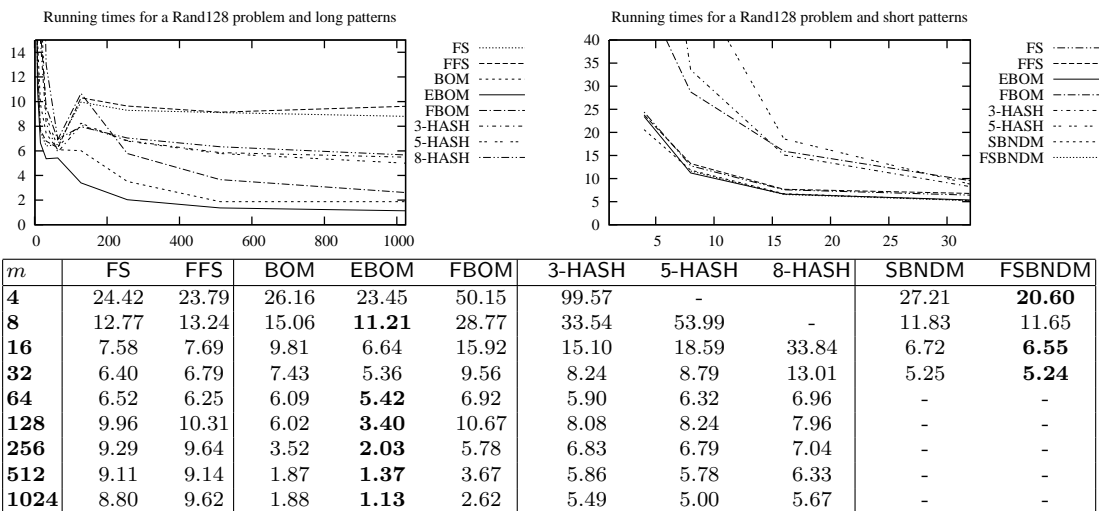 Running times for a Rand128 problem and long patterns
14
12
10
8
6
4
2
0
0 200 400 600 800 1000
FS
FFS
BOM
EBOM
FBOM
3-HASH
5-HASH
8-HASH
Running times for a Rand128 problem and short patterns
40
35
30
25
20
15
10
5
0
5 10 15 20 25 30
FS
FFS
EBOM
FBOM
3-HASH
5-HASH
SBNDM
FSBNDM
m FS FFS BOM EBOM FBOM 3-HASH 5-HASH 8-HASH SBNDM FSBNDM
4 24.42 23.79 26.16 23.45 50.15 99.57 - 27.21 20.60
8 12.77 13.24 15.06 11.21 28.77 33.54 53.99 - 11.83 11.65
16 7.58 7.69 9.81 6.64 15.92 15.10 18.59 33.84 6.72 6.55
32 6.40 6.79 7.43 5.36 9.56 8.24 8.79 13.01 5.25 5.24
64 6.52 6.25 6.09 5.42 6.92 5.90 6.32 6.96 - -
128 9.96 10.31 6.02 3.40 10.67 8.08 8.24 7.96 - -
256 9.29 9.64 3.52 2.03 5.78 6.83 6.79 7.04 - -
512 9.11 9.14 1.87 1.37 3.67 5.86 5.78 6.33 - -
1024 8.80 9.62 1.88 1.13 2.62 5.49 5.00 5.67 - -